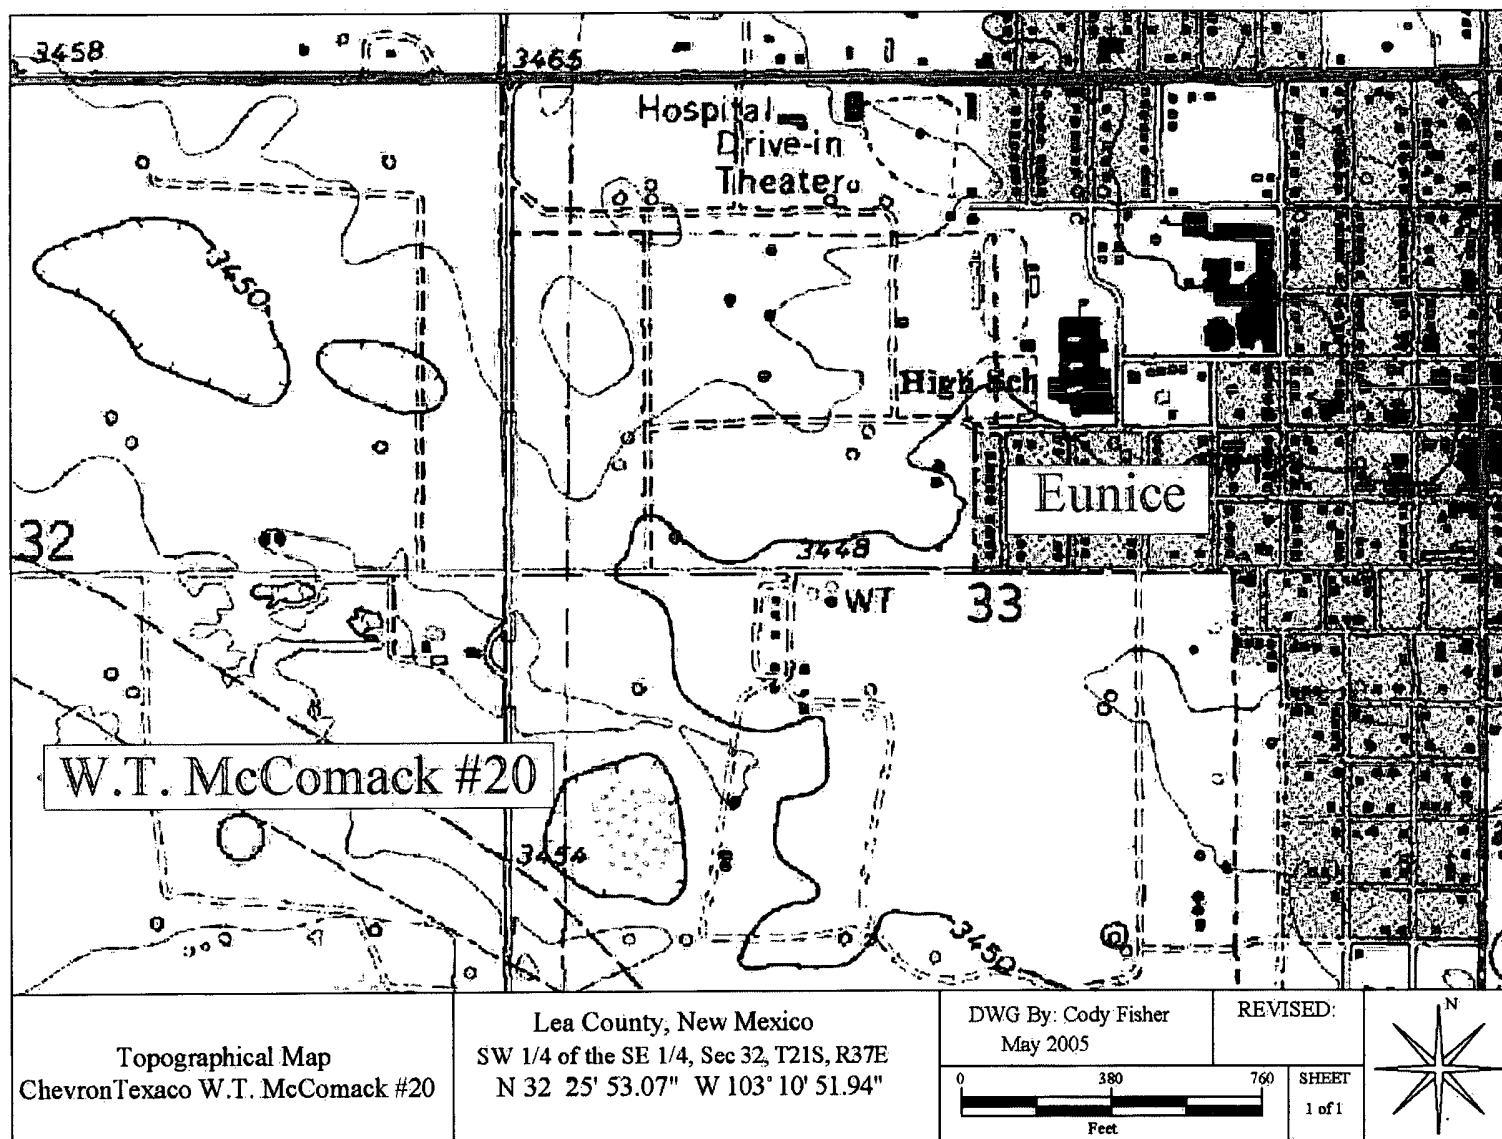 3458
3465
Hospital
Drive-in
Theater
3450
High Sch
Eunice
32
3448
WT
33
W.T. McComack #20
3454
3450
Topographical Map
ChevronTexaco W.T. McComack #20
Lea County, New Mexico
SW 1/4 of the SE 1/4, Sec 32, T21S, R37E
N 32 25' 53.07" W 103° 10' 51.94"
DWG By: Cody Fisher
May 2005
REVISED:
0 380 760
Feet
SHEET
1 of 1
N